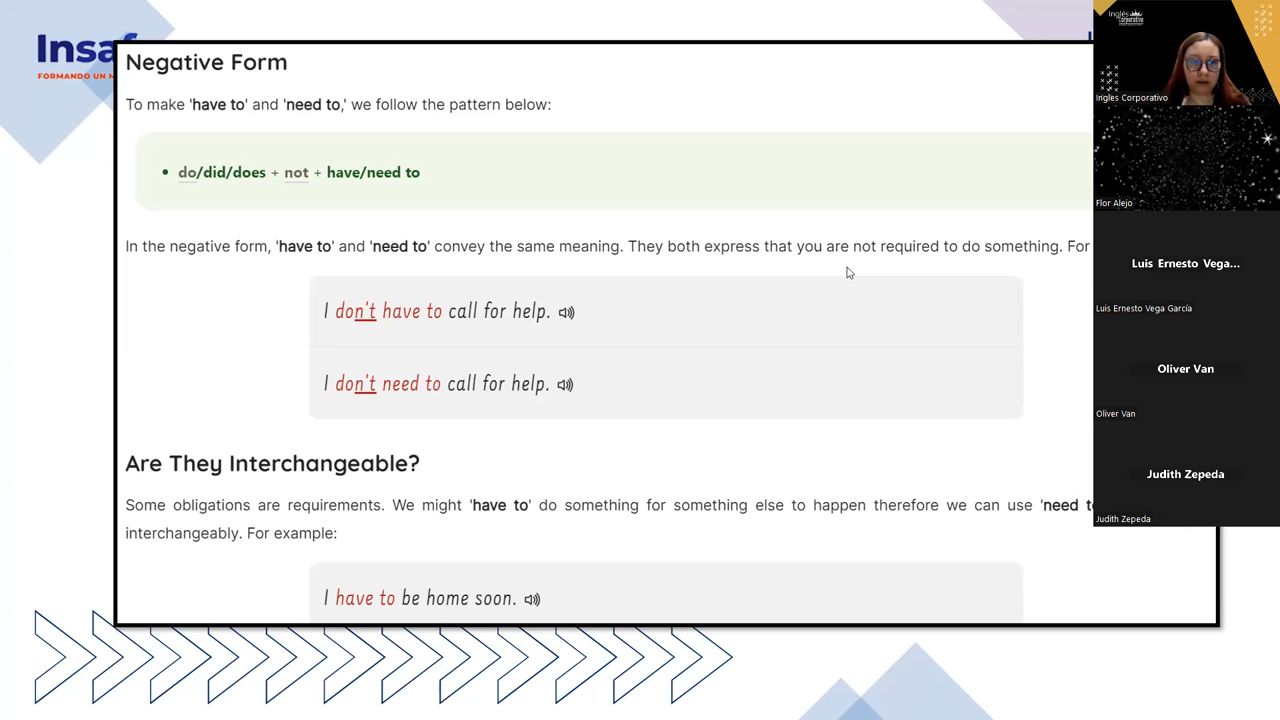 Insaf
FORMANDO UN M
Negative Form
To make 'have to' and 'need to,' we follow the pattern below:
• do/did/does + not + have/need to
In the negative form, 'have to' and 'need to' convey the same meaning. They both express that you are not required to do something. For
I don't have to call for help.
I don't need to call for help.
Are They Interchangeable?
Some obligations are requirements. We might 'have to' do something for something else to happen therefore we can use 'need to
interchangeably. For example:
I have to be home soon.
Inglés
Corporativo
Ingles Corporativo
Flor Alejo
Luis Ernesto Vega...
Luis Ernesto Vega García
Oliver Van
Oliver Van
Judith Zepeda
Judith Zepeda